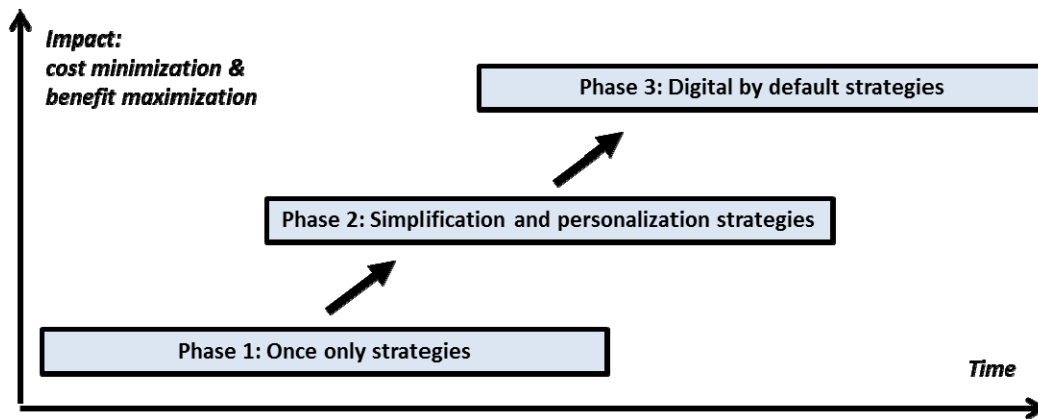 Impact:
cost minimization &
benefit maximization
Phase 3: Digital by default strategies
Phase 2: Simplification and personalization strategies
Phase 1: Once only strategies
Time